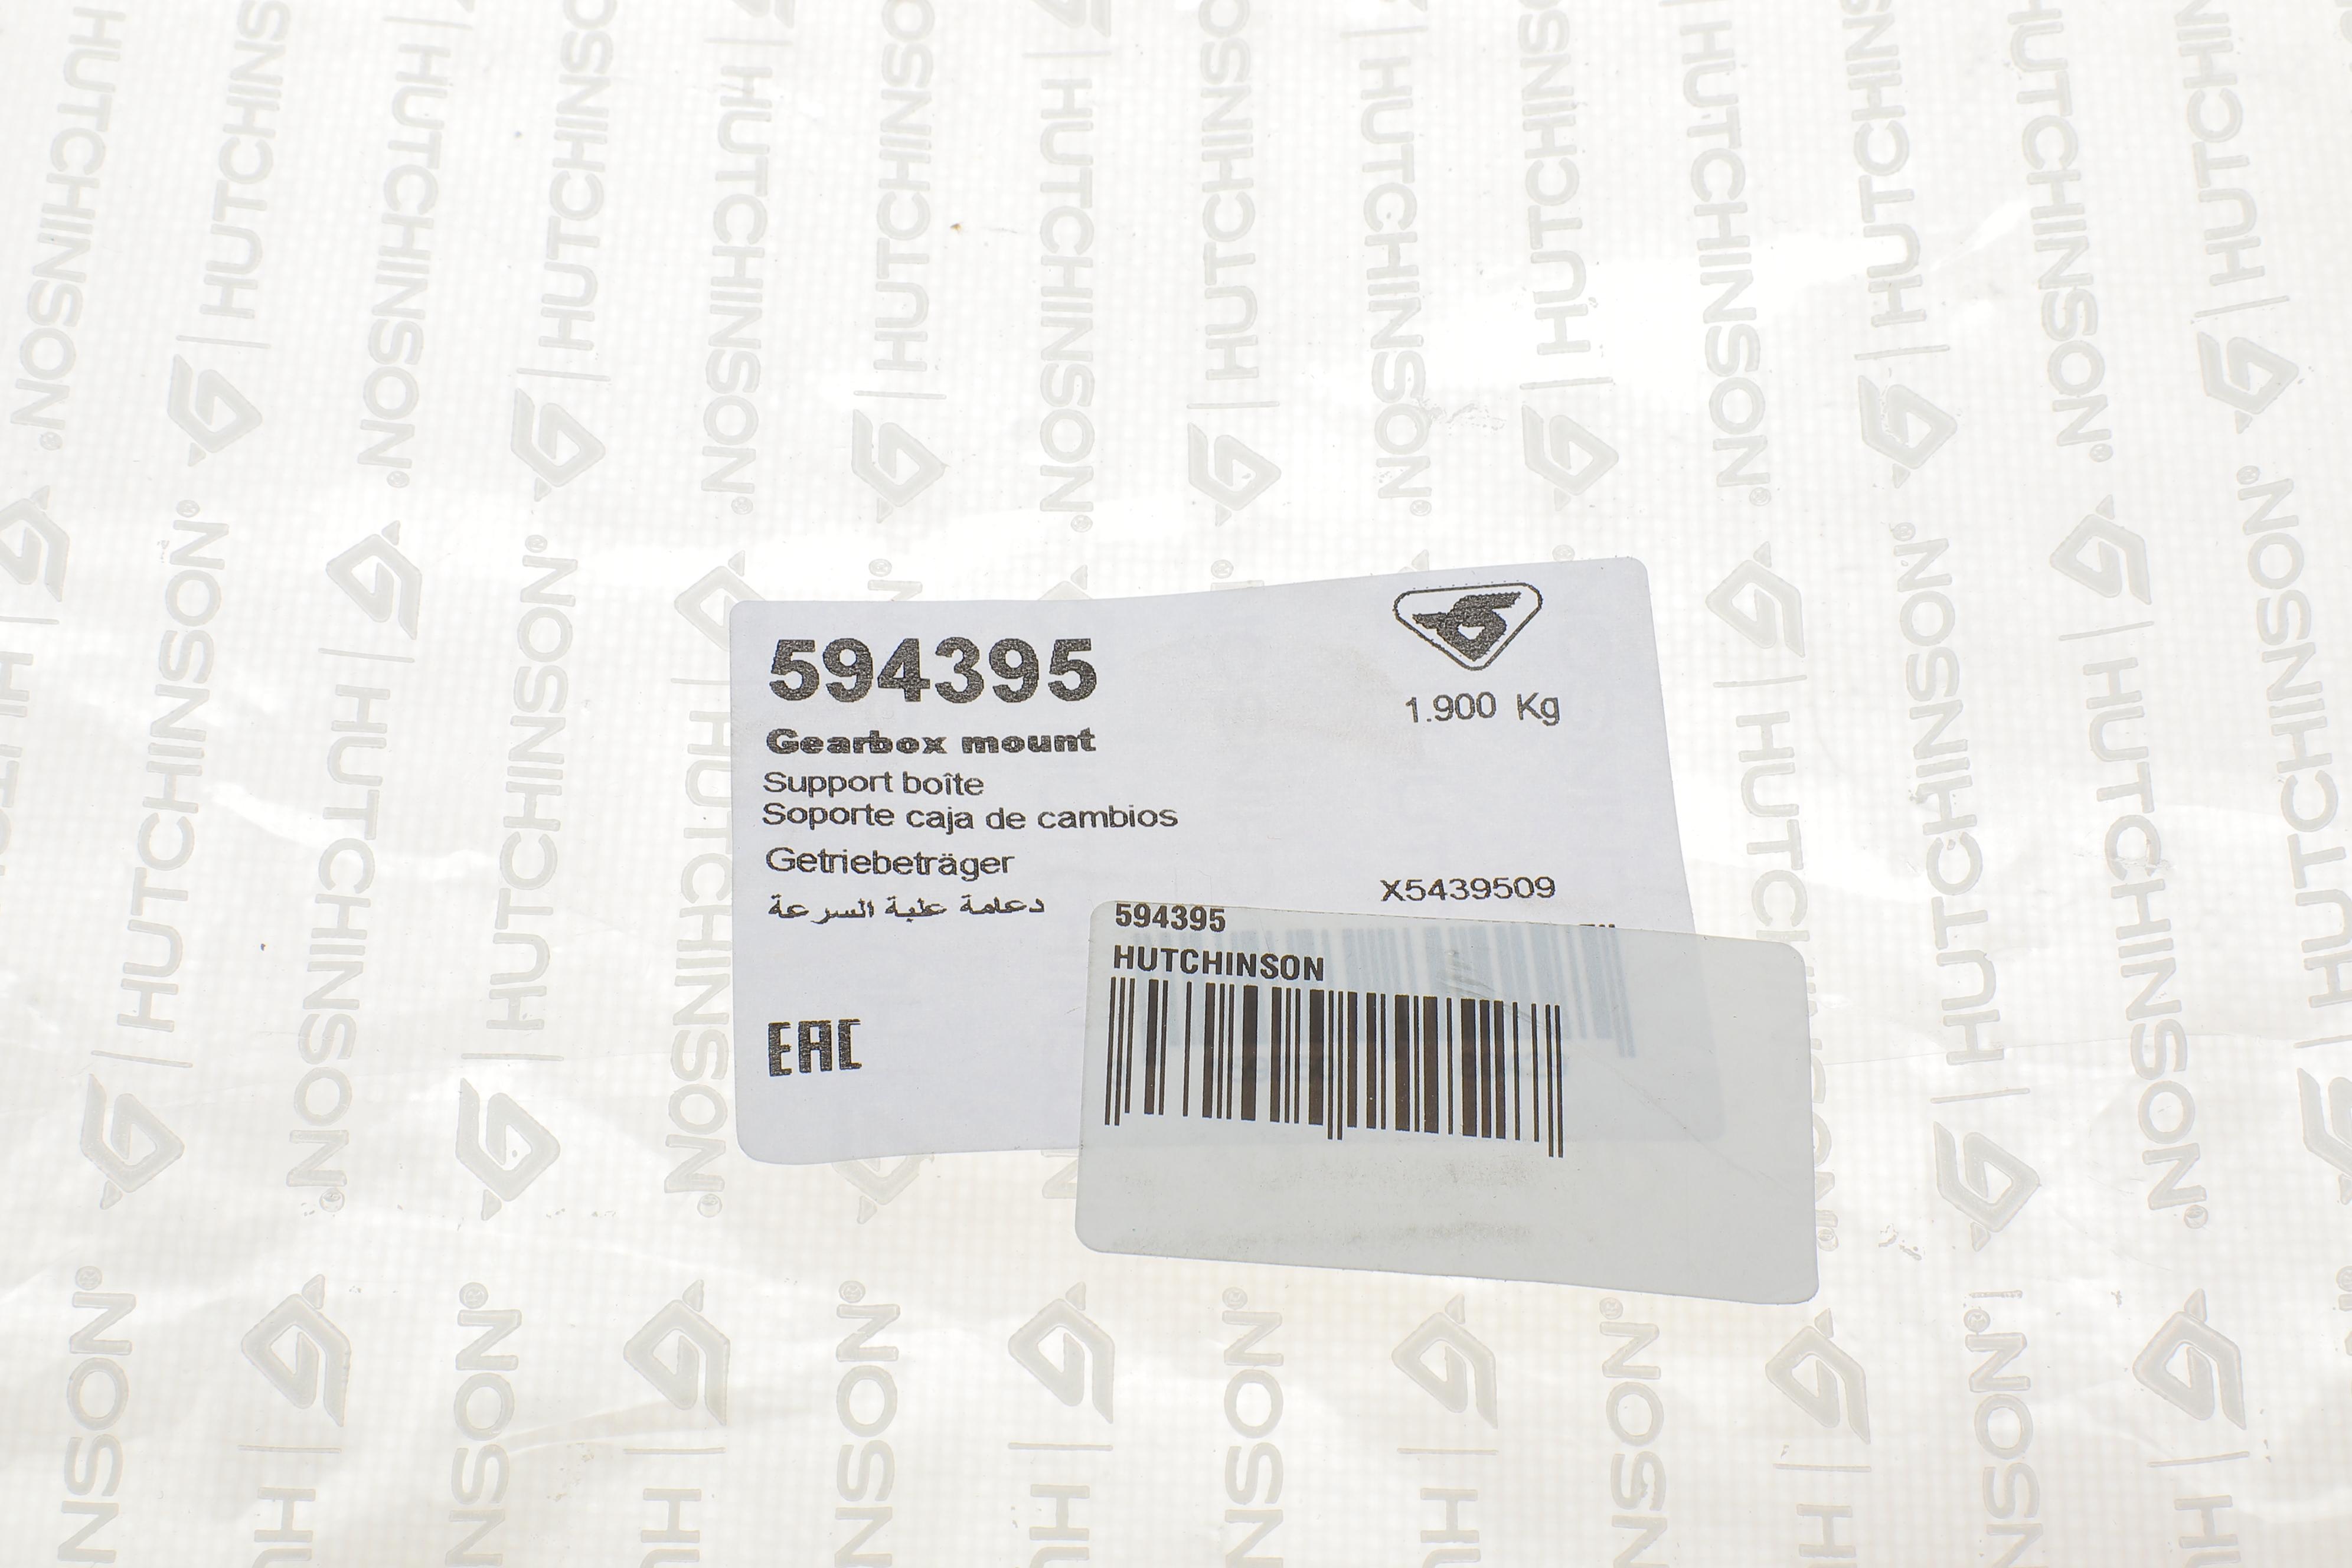 594395
1.900 Kg
Gearbox mount
Support boîte
Soporte caja de cambios
Getriebeträger
دعامة علبة السرعة
X5439509
594395
HUTCHINSON
EAC
HUTCHINSON®